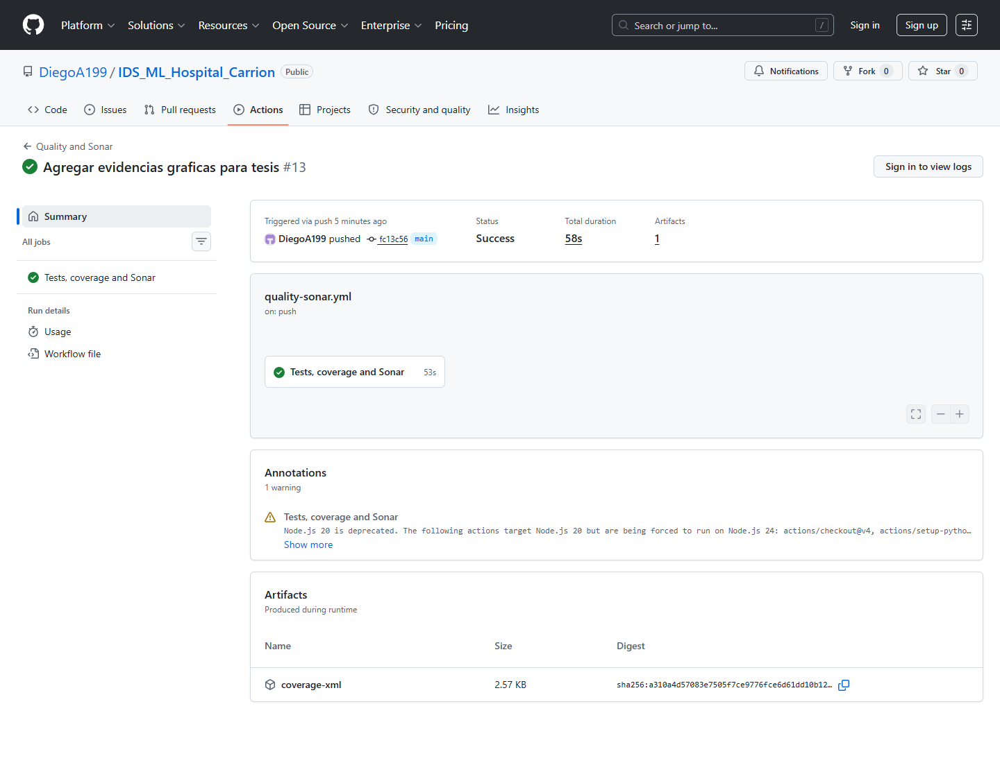 Platform Solutions Resources Open Source Enterprise Pricing Search or jump to... / Sign in Sign up
DiegoA199 / IDS_ML_Hospital_Carrion Public Notifications Fork 0 Star 0
Code Issues Pull requests Actions Projects Security and quality Insights
Quality and Sonar
Agregar evidencias graficas para tesis #13 Sign in to view logs
Summary
All jobs
Tests, coverage and Sonar
Run details
Usage
Workflow file
Triggered via push 5 minutes ago Status Total duration Artifacts
DiegoA199 pushed fc13c56 main Success 58s 1
quality-sonar.yml
on: push
Tests, coverage and Sonar 53s
Annotations
1 warning
Tests, coverage and Sonar
Node.js 20 is deprecated. The following actions target Node.js 20 but are being forced to run on Node.js 24: actions/checkout@v4, actions/setup-pytho…
Show more
Artifacts
Produced during runtime
Name Size Digest
coverage-xml 2.57 KB sha256:a310a4d57083e7505f7ce9776fce6d61dd10b12…